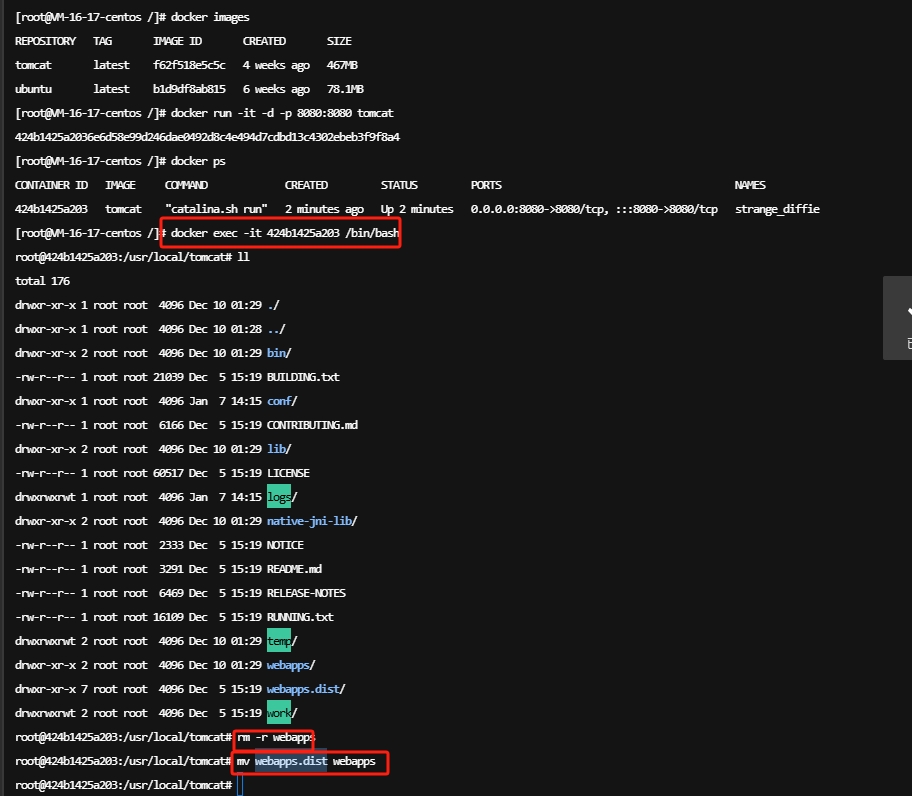 [root@VM-16-17-centos /]# docker images
REPOSITORY TAG IMAGE ID CREATED SIZE
tomcat latest f62f518e5c5c 4 weeks ago 467MB
ubuntu latest b1d9df8ab815 6 weeks ago 78.1MB
[root@VM-16-17-centos /]# docker run -it -d -p 8080:8080 tomcat
424b1425a2036e6d58e99d246dae0492d8c4e494d7cdbd13c4302ebeb3f9f8a4
[root@VM-16-17-centos /]# docker ps
CONTAINER ID IMAGE COMMAND CREATED STATUS PORTS NAMES
424b1425a203 tomcat "catalina.sh run" 2 minutes ago Up 2 minutes 0.0.0.0:8080->8080/tcp, :::8080->8080/tcp strange_diffie
[root@VM-16-17-centos /]# docker exec -it 424b1425a203 /bin/bash
root@424b1425a203:/usr/local/tomcat# ll
total 176
drwxr-xr-x 1 root root 4096 Dec 10 01:29 ./
drwxr-xr-x 1 root root 4096 Dec 10 01:28 ../
drwxr-xr-x 2 root root 4096 Dec 10 01:29 bin/
-rw-r--r-- 1 root root 21039 Dec 5 15:19 BUILDING.txt
drwxr-xr-x 1 root root 4096 Jan 7 14:15 conf/
-rw-r--r-- 1 root root 6166 Dec 5 15:19 CONTRIBUTING.md
drwxr-xr-x 2 root root 4096 Dec 10 01:29 lib/
-rw-r--r-- 1 root root 60517 Dec 5 15:19 LICENSE
drwxrwxrwt 1 root root 4096 Jan 7 14:15 logs/
drwxr-xr-x 2 root root 4096 Dec 10 01:29 native-jni-lib/
-rw-r--r-- 1 root root 2333 Dec 5 15:19 NOTICE
-rw-r--r-- 1 root root 3291 Dec 5 15:19 README.md
-rw-r--r-- 1 root root 6469 Dec 5 15:19 RELEASE-NOTES
-rw-r--r-- 1 root root 16109 Dec 5 15:19 RUNNING.txt
drwxrwxrwt 2 root root 4096 Dec 10 01:29 temp/
drwxr-xr-x 2 root root 4096 Dec 10 01:29 webapps/
drwxr-xr-x 7 root root 4096 Dec 5 15:19 webapps.dist/
drwxrwxrwt 2 root root 4096 Dec 5 15:19 work/
root@424b1425a203:/usr/local/tomcat# rm -r webapps
root@424b1425a203:/usr/local/tomcat# mv webapps.dist webapps
root@424b1425a203:/usr/local/tomcat#